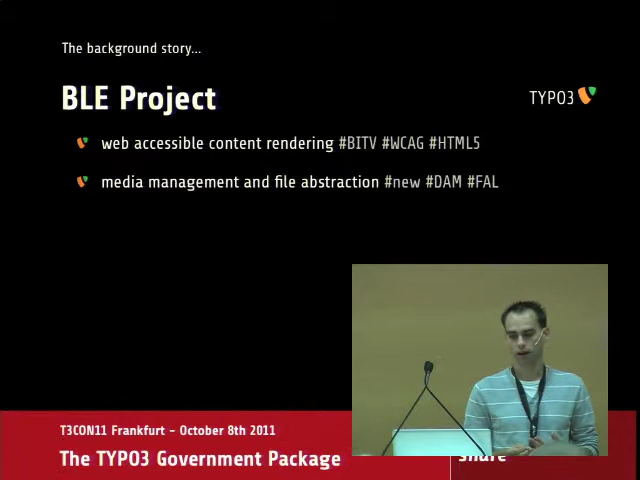 The background story...
BLE Project
TYPO3
web accessible content rendering #BITV #WCAG #HTML5
media management and file abstraction #new #DAM #FAL
T3CON11 Frankfurt - October 8th 2011
The TYPO3 Government Package
share